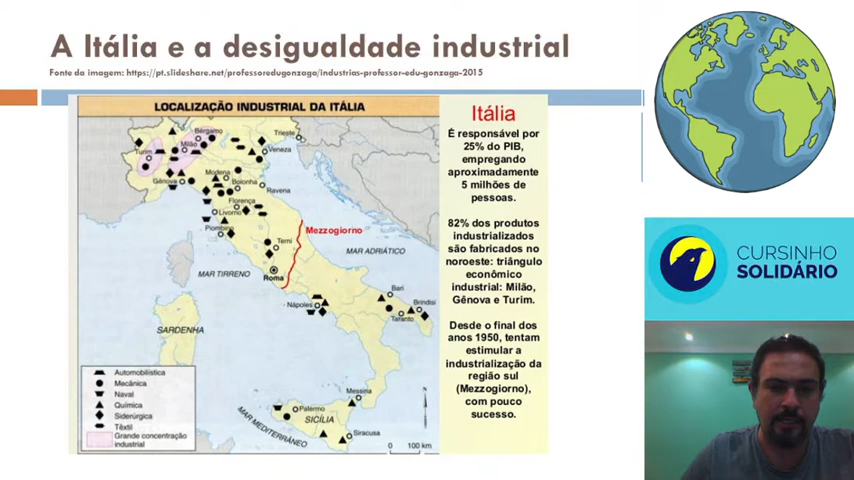 A Itália e a desigualdade industrial
Fonte da imagem: https://pt.slideshare.net/professoredugonzaga/industrias-professor-edu-gonzaga-2015
LOCALIZAÇÃO INDUSTRIAL DA ITÁLIA
Bérgamo
Trieste
Milão
Turim
Veneza
Modena
Gênova
Bolonha
Ravena
Florença
Livorno
Piombino
Mezzogiorno
Terni
MAR ADRIÁTICO
MAR TIRRENO
Roma
Bari
Nápoles
Brindisi
Taranto
SARDENHA
Messina
Palermo
SICÍLIA
Siracusa
MAR MEDITERRÂNEO
0 100 km
Automobilística
Mecânica
Naval
Química
Siderúrgica
Têxtil
Grande concentração
industrial
Itália
É responsável por
25% do PIB,
empregando
aproximadamente
5 milhões de
pessoas.
82% dos produtos
industrializados
são fabricados no
noroeste: triângulo
econômico
industrial: Milão,
Gênova e Turim.
Desde o final dos
anos 1950, tentam
estimular a
industrialização da
região sul
(Mezzogiorno),
com pouco
sucesso.
CURSINHO
SOLIDÁRIO